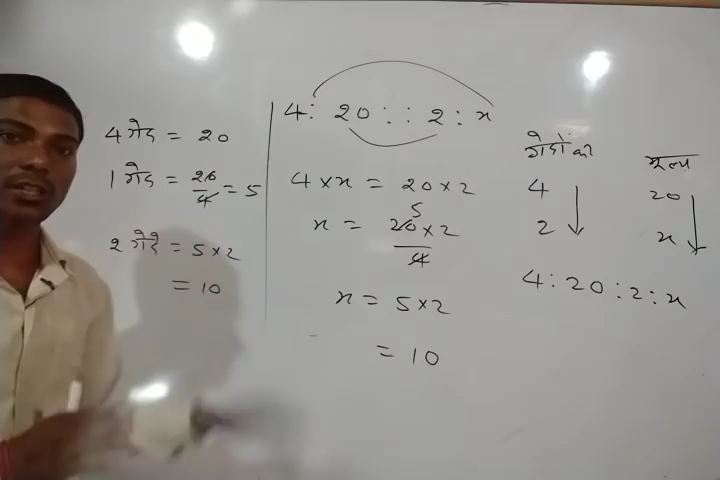 4 गेंद = 20
1 गेंद = 20/4 = 5
2 गेंद = 5 × 2
= 10
4 : 20 : : 2 : x
4 × x = 20 × 2
5
x = 20 × 2 / 4
x = 5 × 2
= 10
गेंदों की मूल्य
4 20
2 x
4 : 20 : 2 : x